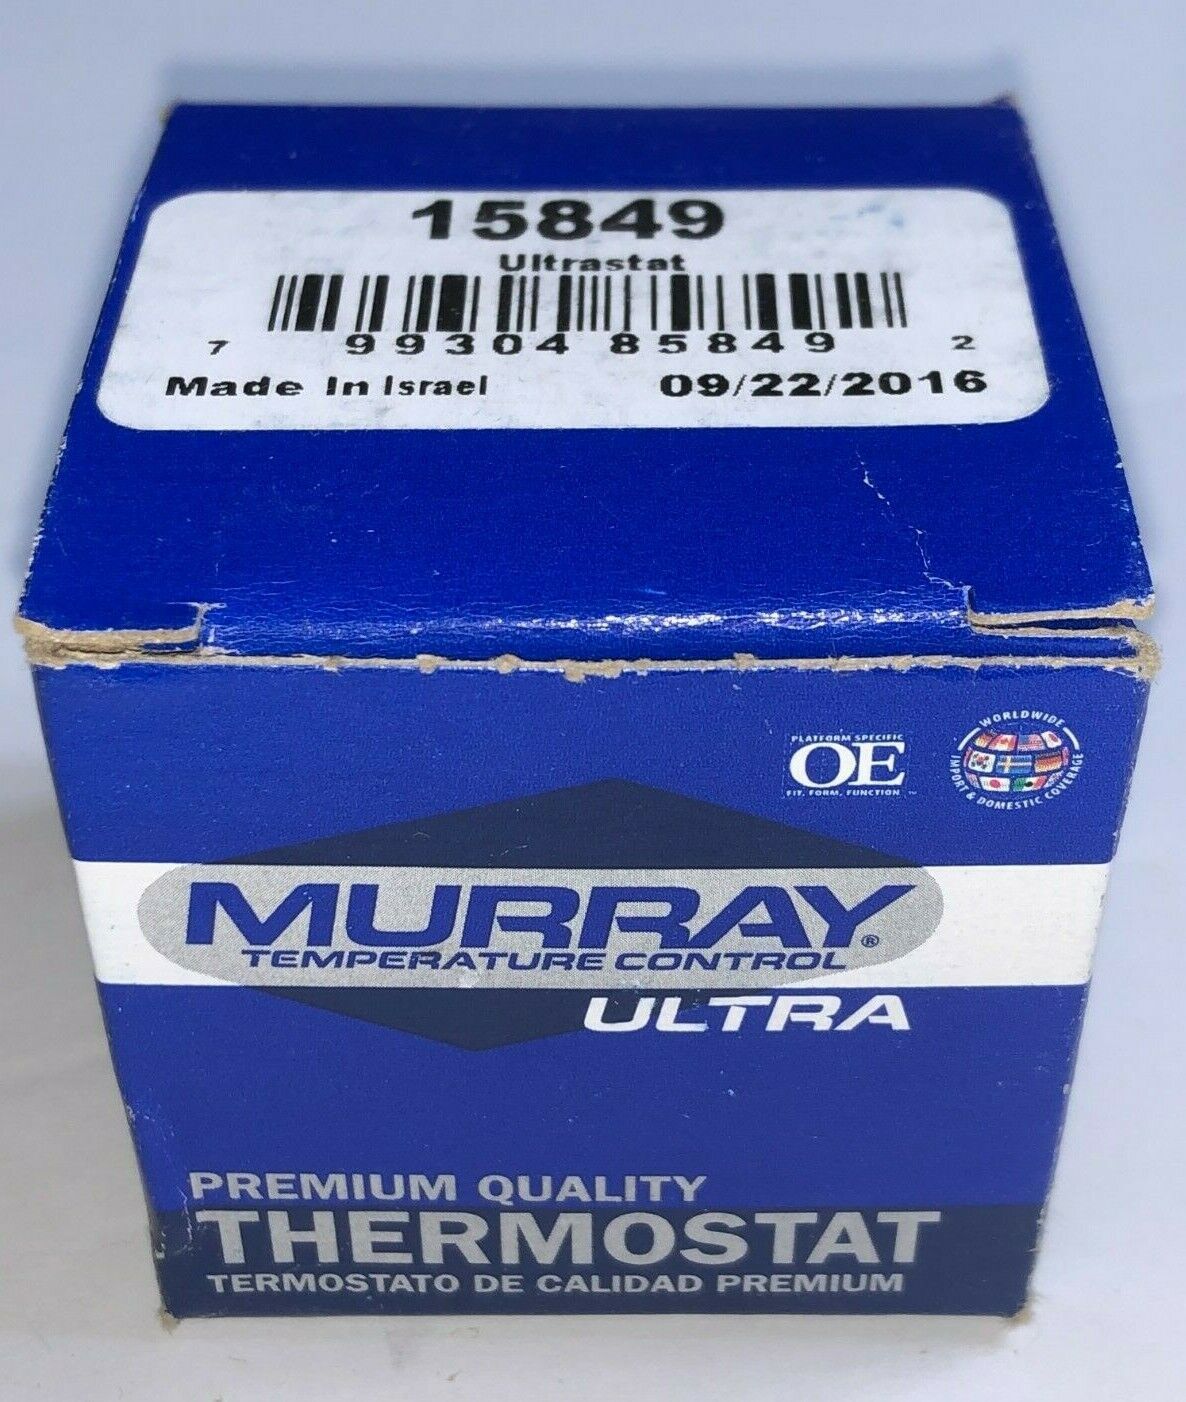 15849
Ultrastat
7 99304 85849 2
Made In Israel 09/22/2016
PLATFORM SPECIFIC
OE
FIT, FORM, FUNCTION ™
WORLDWIDE
IMPORT & DOMESTIC COVERAGE
MURRAY®
TEMPERATURE CONTROL
ULTRA
PREMIUM QUALITY
THERMOSTAT
TERMOSTATO DE CALIDAD PREMIUM